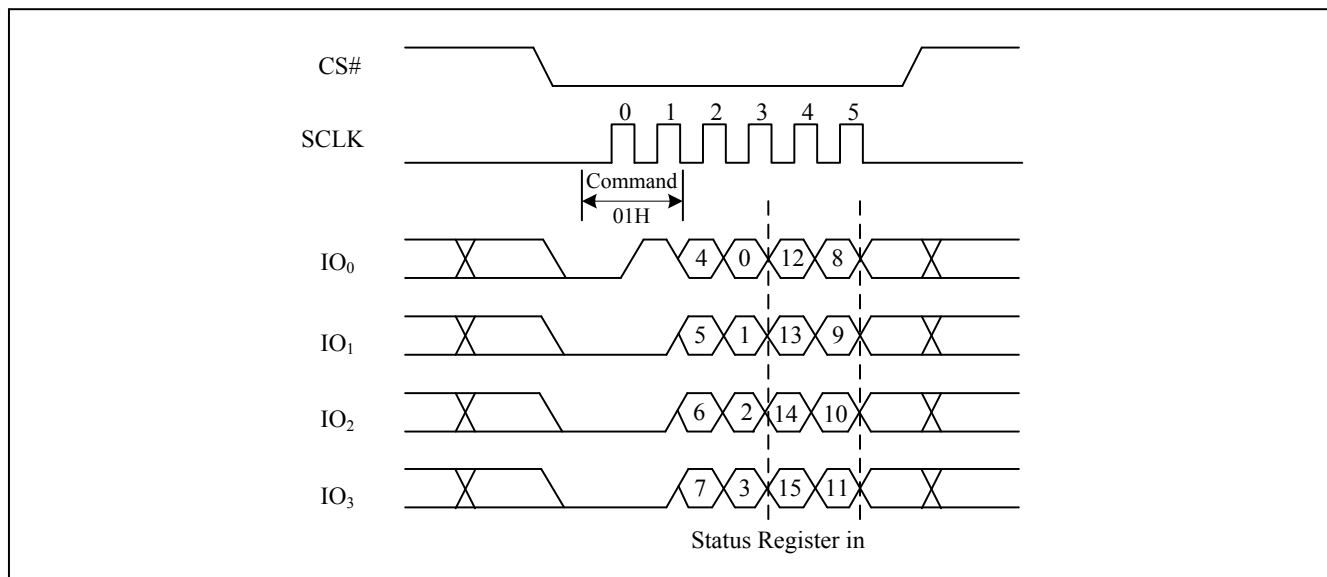 CS#
0 1 2 3 4 5
SCLK
Command
01H
IO0 4 0 12 8
IO1 5 1 13 9
IO2 6 2 14 10
IO3 7 3 15 11
Status Register in